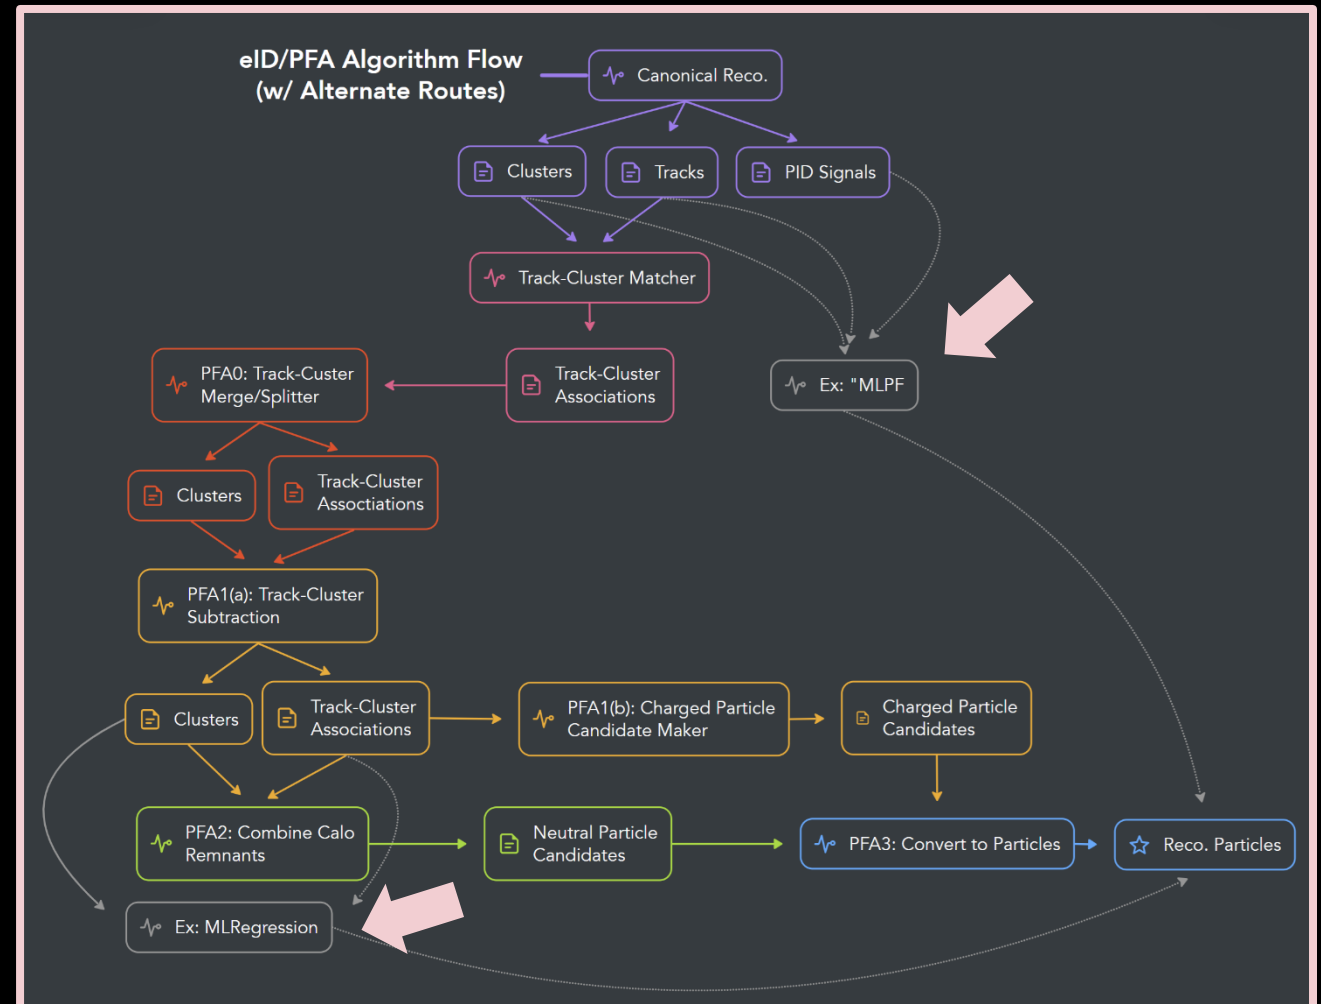 eID/PFA Algorithm Flow
(w/ Alternate Routes)
Canonical Reco.
Clusters
Tracks
PID Signals
Track-Cluster Matcher
PFA0: Track-Custer
Merge/Splitter
Track-Cluster
Associations
Ex: "MLPF
Clusters
Track-Cluster
Assoctiations
PFA1(a): Track-Cluster
Subtraction
Clusters
Track-Cluster
Associations
PFA1(b): Charged Particle
Candidate Maker
Charged Particle
Candidates
PFA2: Combine Calo
Remnants
Neutral Particle
Candidates
PFA3: Convert to Particles
Reco. Particles
Ex: MLRegression